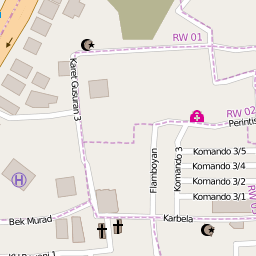 RW 01
Karet Gusuran 3
RW 02
Perintis
Komando 3/5
Komando 3/4
Komando 3/2
Komando 3/1
Komando 3
Flamboyan
H
Bek Murad
Karbela